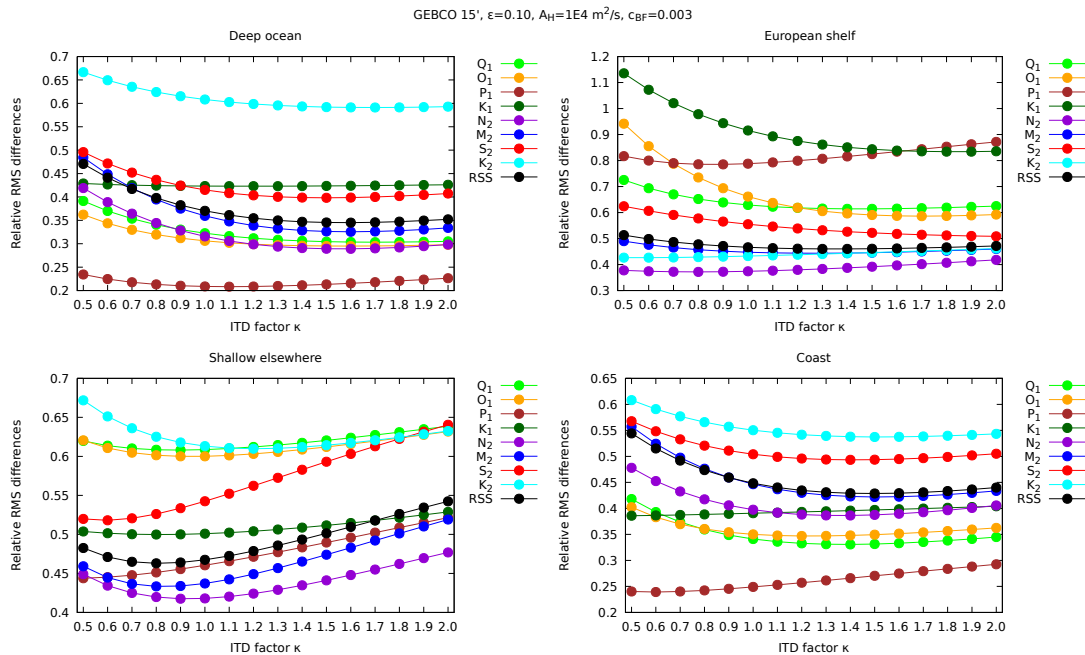 GEBCO 15', ε=0.10, A_H=1E4 m²/s, c_BF=0.003
Deep ocean
Relative RMS differences
0.7
0.65
0.6
0.55
0.5
0.45
0.4
0.35
0.3
0.25
0.2
0.5 0.6 0.7 0.8 0.9 1.0 1.1 1.2 1.3 1.4 1.5 1.6 1.7 1.8 1.9 2.0
ITD factor κ
Q₁
O₁
P₁
K₁
N₂
M₂
S₂
K₂
RSS
European shelf
Relative RMS differences
1.2
1.1
1
0.9
0.8
0.7
0.6
0.5
0.4
0.3
0.5 0.6 0.7 0.8 0.9 1.0 1.1 1.2 1.3 1.4 1.5 1.6 1.7 1.8 1.9 2.0
ITD factor κ
Q₁
O₁
P₁
K₁
N₂
M₂
S₂
K₂
RSS
Shallow elsewhere
Relative RMS differences
0.7
0.65
0.6
0.55
0.5
0.45
0.4
0.5 0.6 0.7 0.8 0.9 1.0 1.1 1.2 1.3 1.4 1.5 1.6 1.7 1.8 1.9 2.0
ITD factor κ
Q₁
O₁
P₁
K₁
N₂
M₂
S₂
K₂
RSS
Coast
Relative RMS differences
0.65
0.6
0.55
0.5
0.45
0.4
0.35
0.3
0.25
0.2
0.5 0.6 0.7 0.8 0.9 1.0 1.1 1.2 1.3 1.4 1.5 1.6 1.7 1.8 1.9 2.0
ITD factor κ
Q₁
O₁
P₁
K₁
N₂
M₂
S₂
K₂
RSS